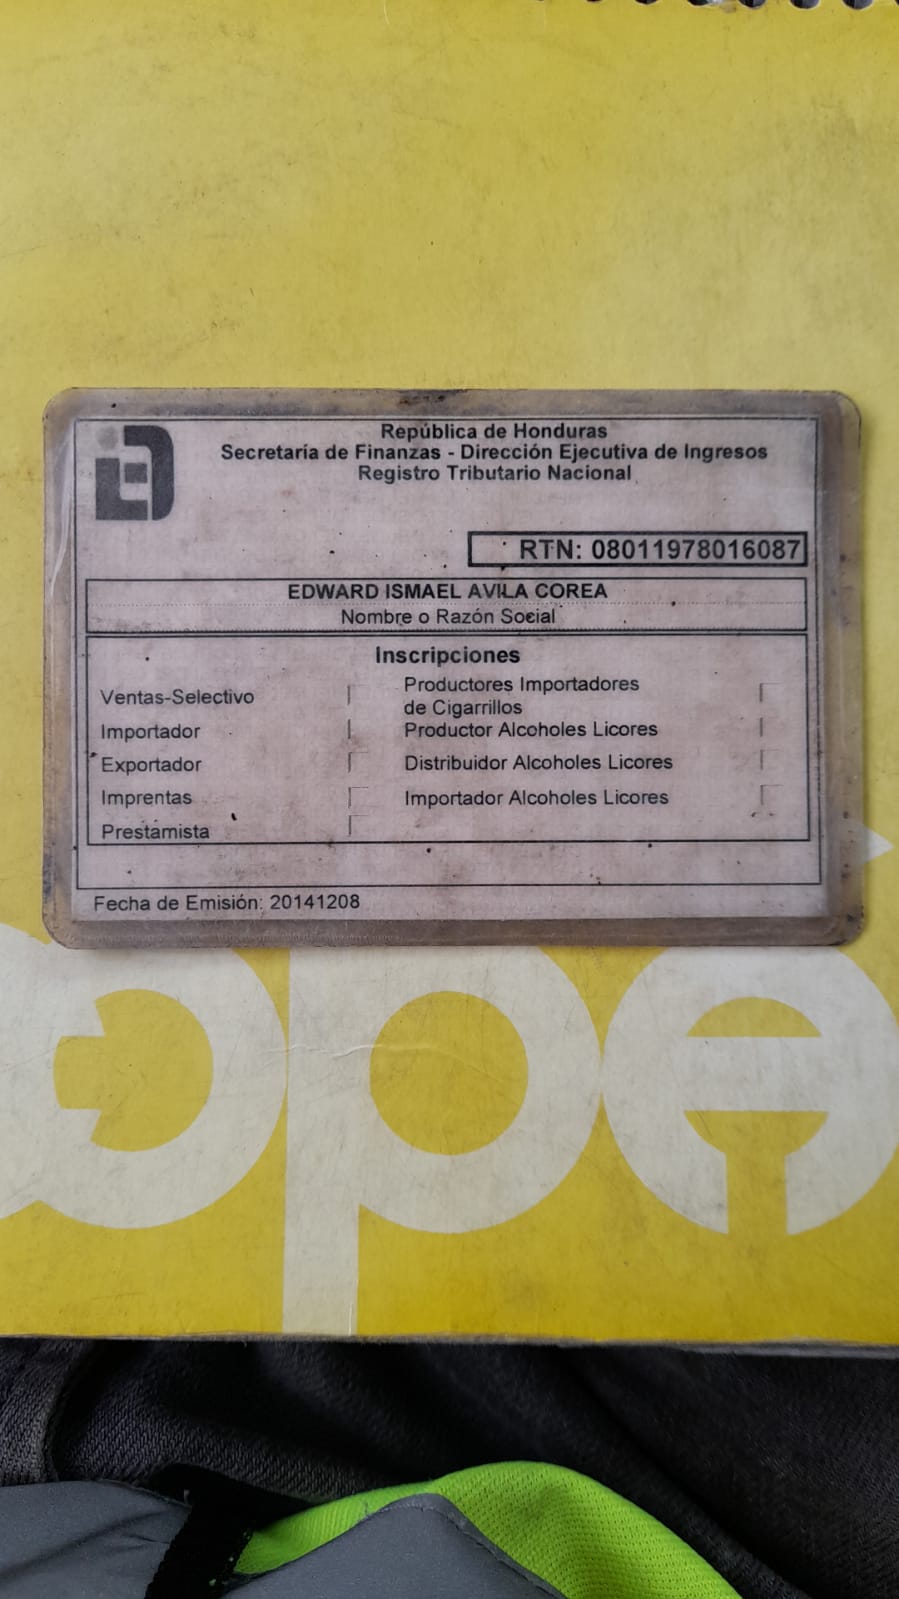 República de Honduras
Secretaría de Finanzas - Dirección Ejecutiva de Ingresos
Registro Tributario Nacional
RTN: 08011978016087
EDWARD ISMAEL AVILA COREA
Nombre o Razón Social
Inscripciones
Ventas-Selectivo
Productores Importadores
de Cigarrillos
Importador
Productor Alcoholes Licores
Exportador
Distribuidor Alcoholes Licores
Imprentas
Importador Alcoholes Licores
Prestamista
Fecha de Emisión: 20141208